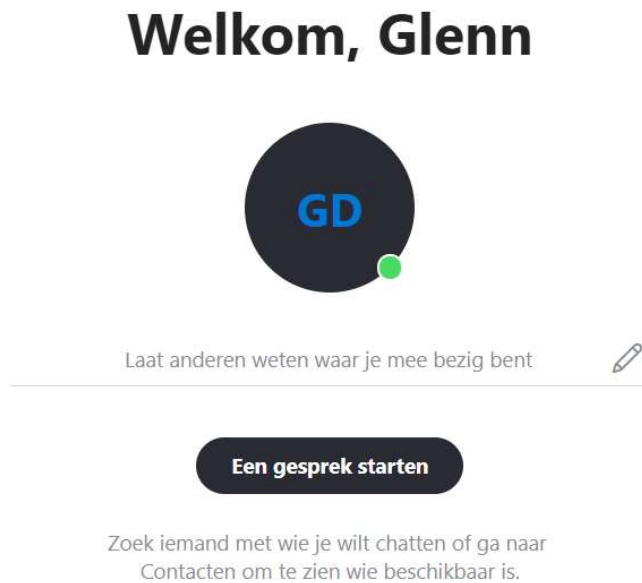 Welkom, Glenn
GD
Laat anderen weten waar je mee bezig bent
Een gesprek starten
Zoek iemand met wie je wilt chatten of ga naar
Contacten om te zien wie beschikbaar is.